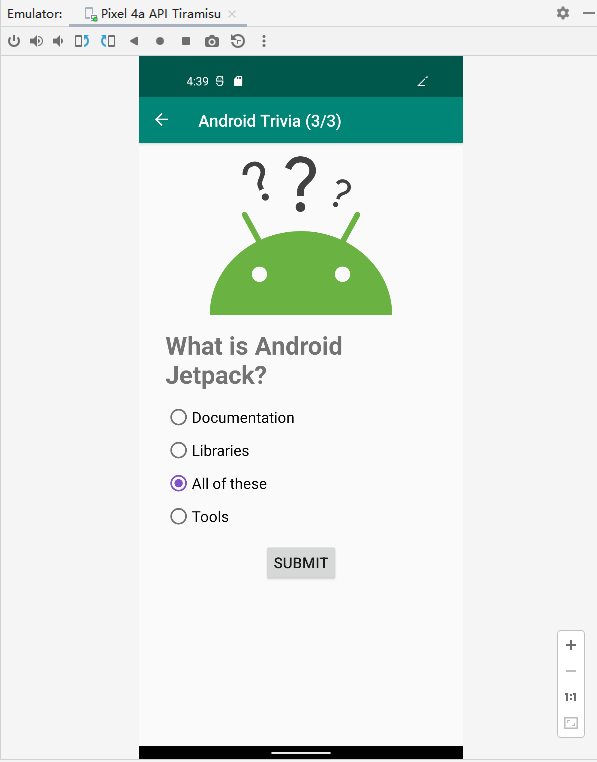 Emulator: Pixel 4a API Tiramisu
4:39
Android Trivia (3/3)
? ? ?
What is Android
Jetpack?
Documentation
Libraries
All of these
Tools
SUBMIT
1:1